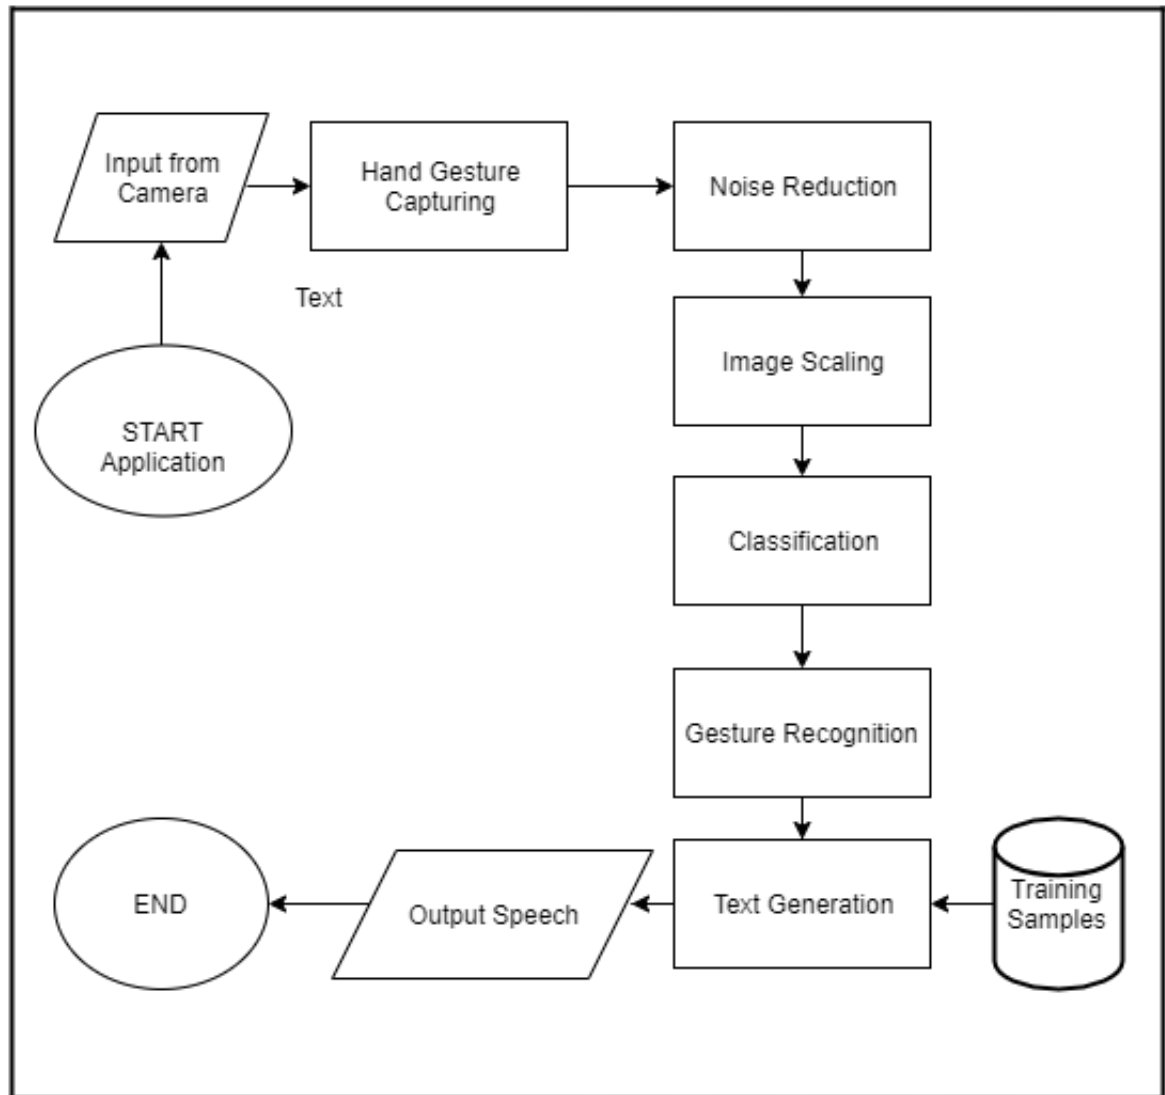 Input from
Camera
Hand Gesture
Capturing
Noise Reduction
Text
Image Scaling
START
Application
Classification
Gesture Recognition
Training
Samples
Text Generation
Output Speech
END